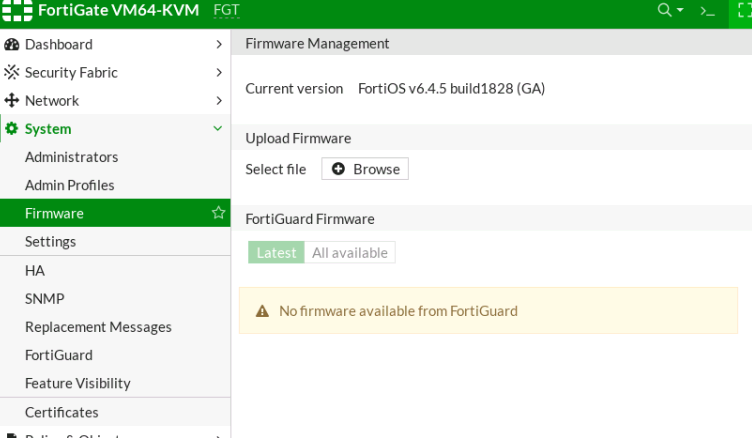 FortiGate VM64-KVM FGT
Dashboard
Security Fabric
Network
System
Administrators
Admin Profiles
Firmware
Settings
HA
SNMP
Replacement Messages
FortiGuard
Feature Visibility
Certificates
Policy & Objects
Firmware Management
Current version FortiOS v6.4.5 build1828 (GA)
Upload Firmware
Select file Browse
FortiGuard Firmware
Latest All available
No firmware available from FortiGuard